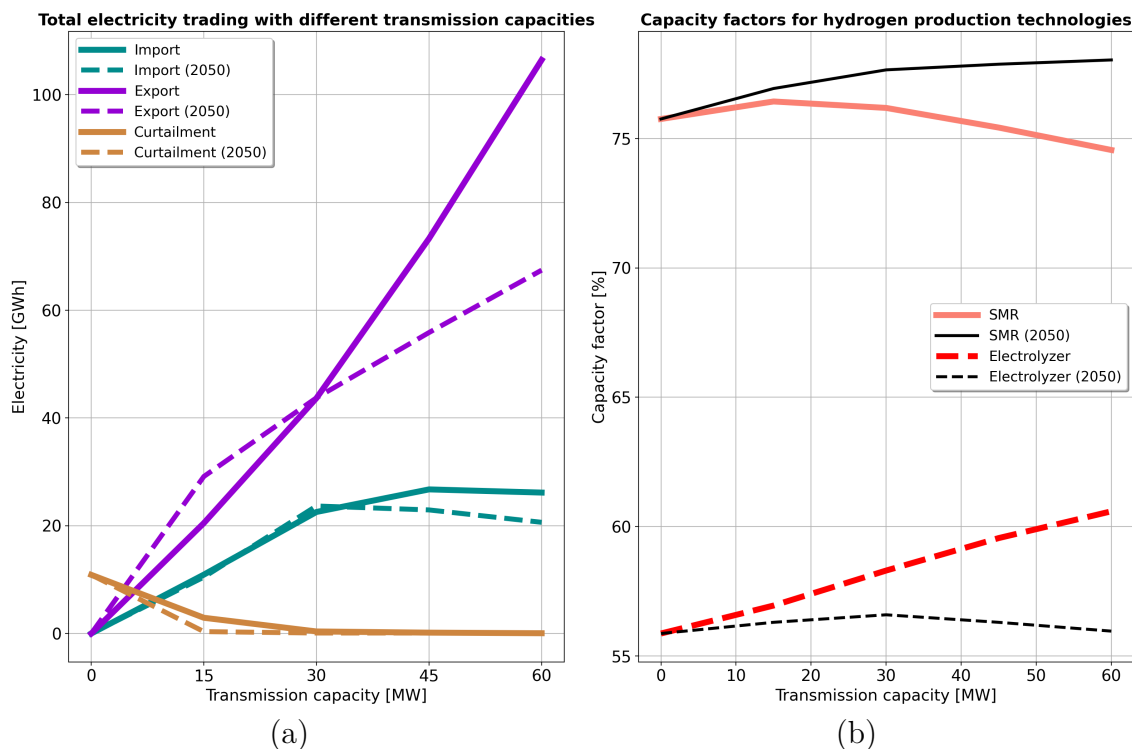 Total electricity trading with different transmission capacities
Import
Import (2050)
Export
Export (2050)
Curtailment
Curtailment (2050)
100
80
60
40
20
0
Electricity [GWh]
0 15 30 45 60
Transmission capacity [MW]
(a)
Capacity factors for hydrogen production technologies
75
70
65
60
55
Capacity factor [%]
SMR
SMR (2050)
Electrolyzer
Electrolyzer (2050)
0 10 20 30 40 50 60
Transmission capacity [MW]
(b)